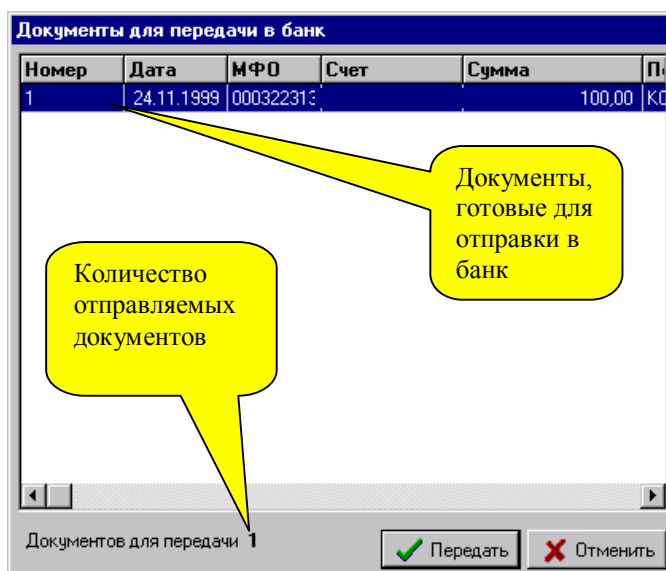 Документы для передачи в банк
Номер Дата МФО Счет Сумма
1 24.11.1999 000322313 100,00
Документы,
готовые для
отправки в
банк
Количество
отправляемых
документов
Документов для передачи 1
Передать Отменить